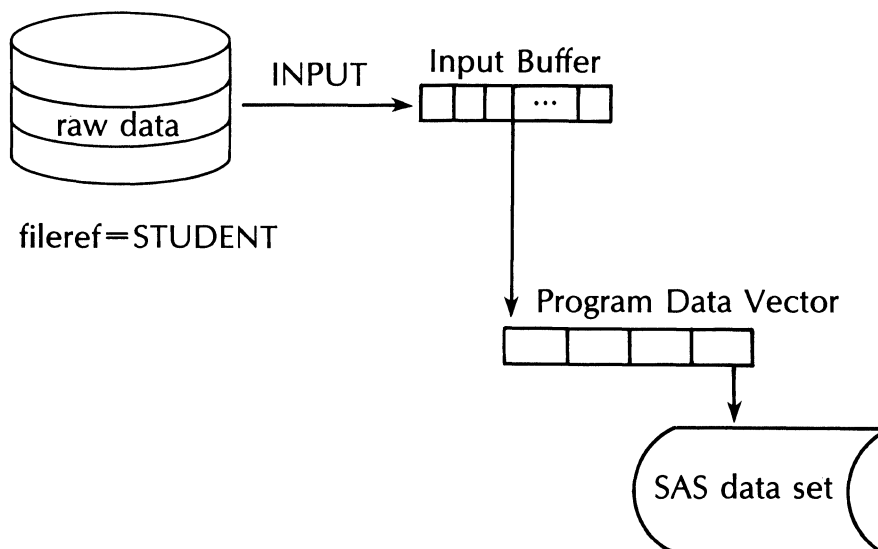 INPUT
Input Buffer
...
raw data
fileref=STUDENT
Program Data Vector
SAS data set